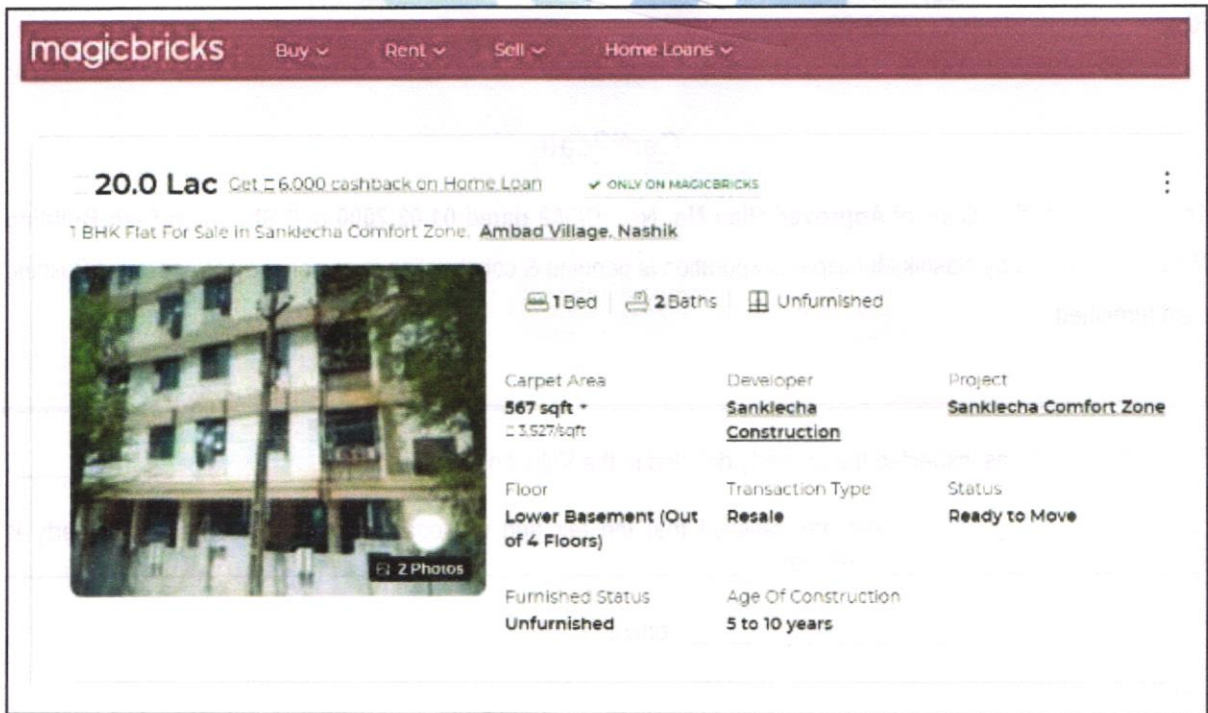 magicbricks Buy Rent Sell Home Loans
20.0 Lac Get 6,000 cashback on Home Loan ✔ ONLY ON MAGICBRICKS
1 BHK Flat For Sale in Sanklecha Comfort Zone, Ambad Village, Nashik
1 Bed 2 Baths Unfurnished
Carpet Area Developer Project
567 sqft Sanklecha Sanklecha Comfort Zone
3,527/sqft Construction
Floor Transaction Type Status
Lower Basement (Out Resale Ready to Move
of 4 Floors)
2 Photos
Furnished Status Age Of Construction
Unfurnished 5 to 10 years